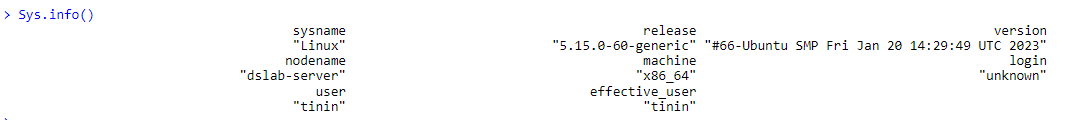 > Sys.info()
sysname release version
"Linux" "5.15.0-60-generic" "#66-Ubuntu SMP Fri Jan 20 14:29:49 UTC 2023"
nodename machine login
"dslab-server" "x86_64" "unknown"
user effective_user
"tinin" "tinin"